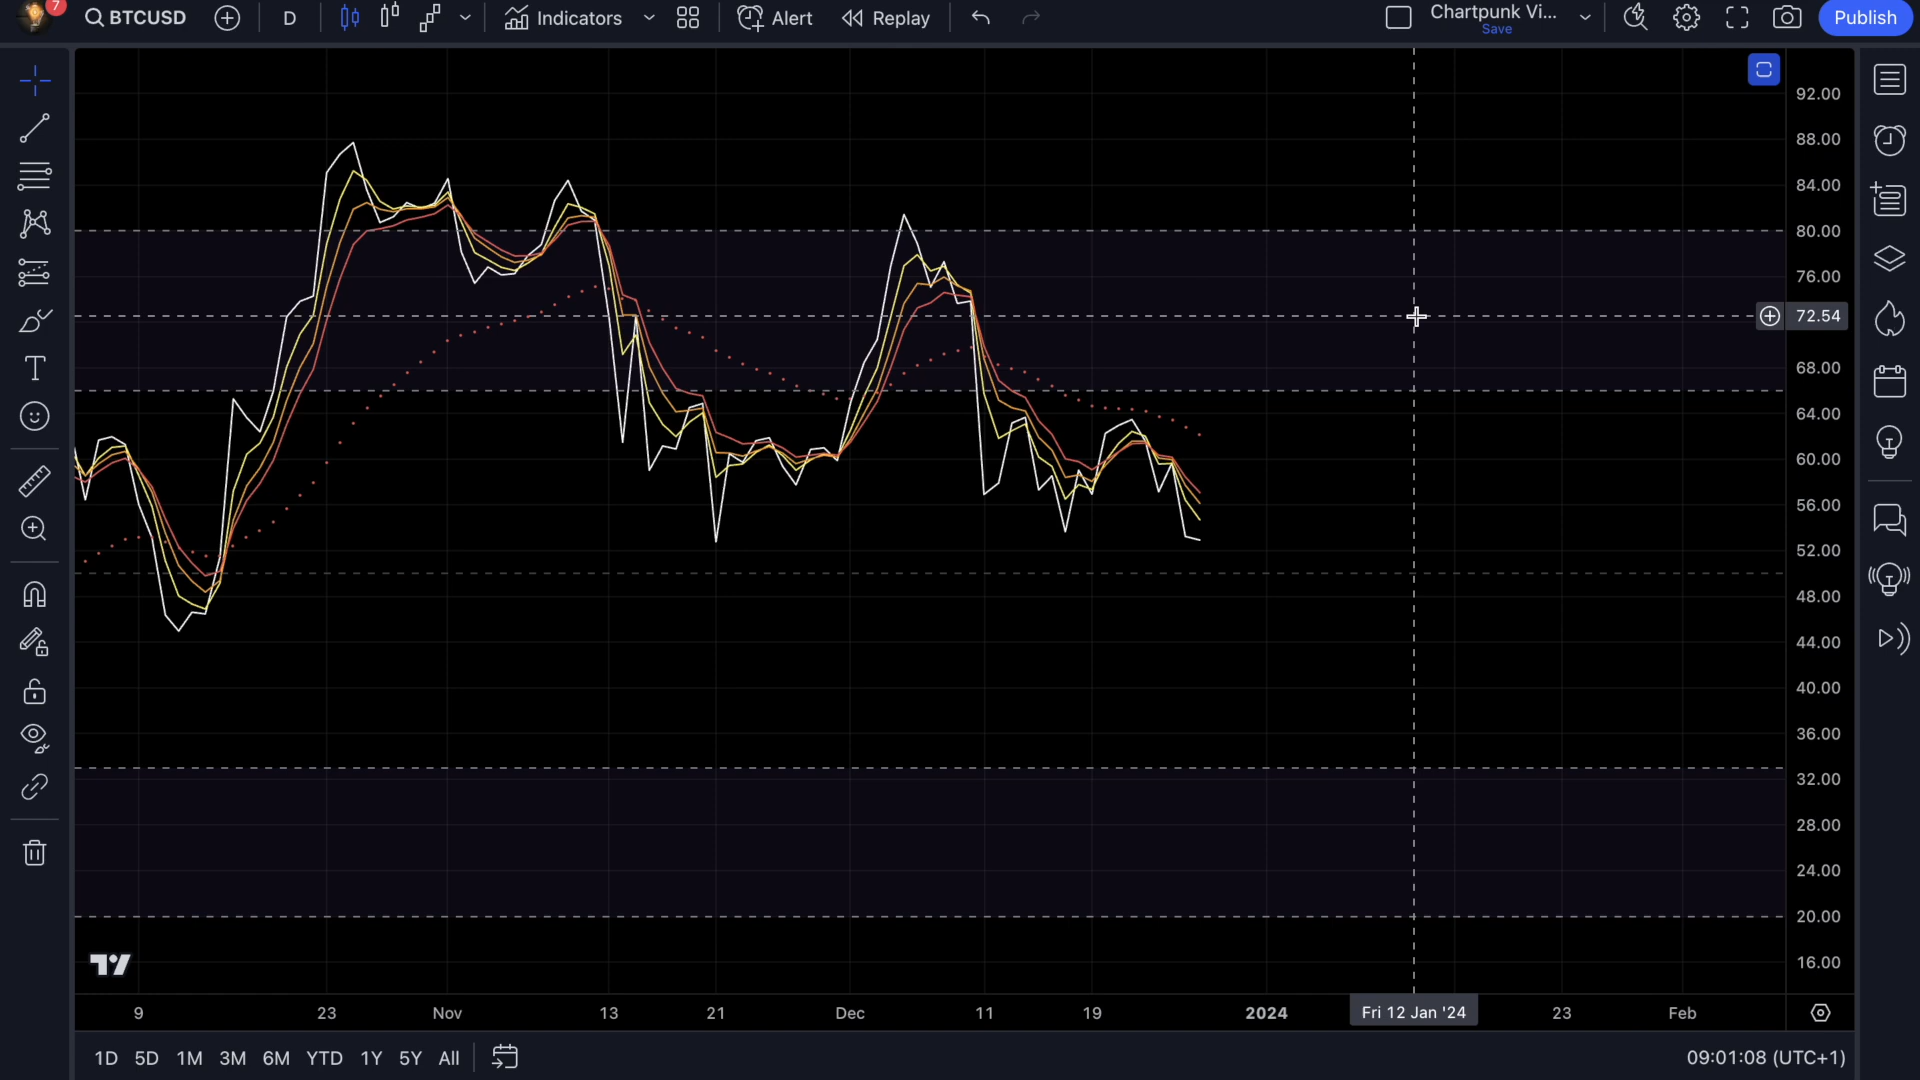 7
BTCUSD
D
Indicators
Alert
Replay
Chartpunk Vi...
Save
Publish
92.00
88.00
84.00
80.00
76.00
72.54
68.00
64.00
60.00
56.00
52.00
48.00
44.00
40.00
36.00
32.00
28.00
24.00
20.00
16.00
9 23 Nov 13 21 Dec 11 19 2024 Fri 12 Jan '24 23 Feb
1D 5D 1M 3M 6M YTD 1Y 5Y All
09:01:08 (UTC+1)